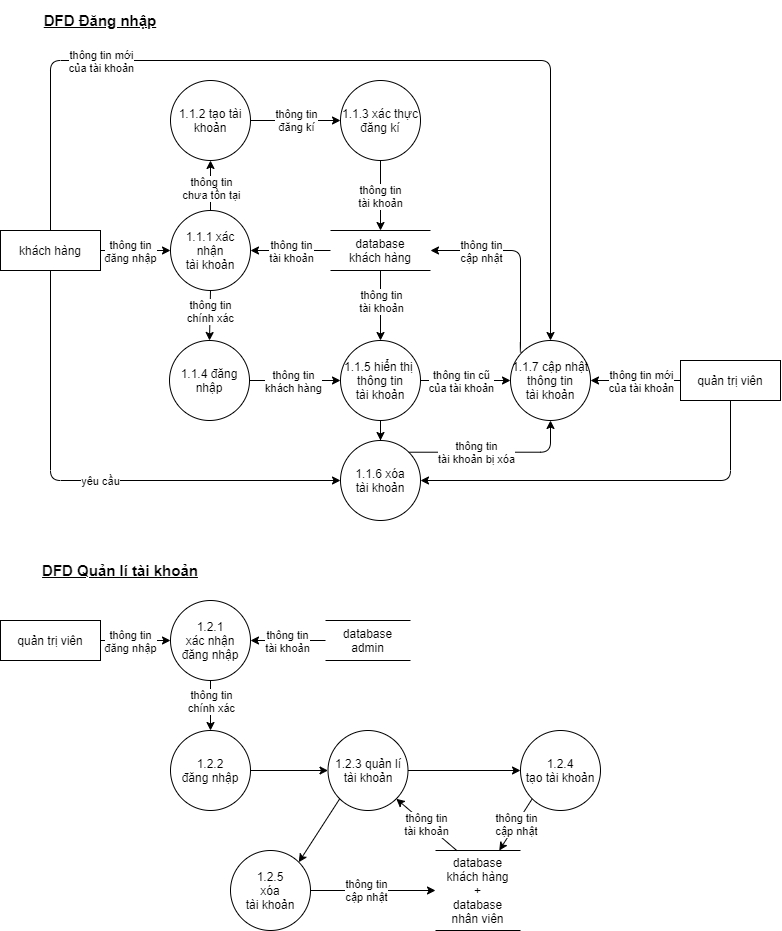 DFD Đăng nhập
thông tin mới
của tài khoản
1.1.2 tạo tài
khoản
thông tin
đăng kí
1.1.3 xác thực
đăng kí
thông tin
chưa tồn tại
thông tin
tài khoản
khách hàng
thông tin
đăng nhập
1.1.1 xác
nhận
tài khoản
thông tin
tài khoản
database
khách hàng
thông tin
cập nhật
thông tin
chính xác
thông tin
tài khoản
1.1.4 đăng
nhập
thông tin
khách hàng
1.1.5 hiển thị
thông tin
tài khoản
thông tin cũ
của tài khoản
1.1.7 cập nhật
thông tin
tài khoản
thông tin mới
của tài khoản
quản trị viên
thông tin
tài khoản bị xóa
yêu cầu
1.1.6 xóa
tài khoản
DFD Quản lí tài khoản
quản trị viên
thông tin
đăng nhập
1.2.1
xác nhận
đăng nhập
thông tin
tài khoản
database
admin
thông tin
chính xác
1.2.2
đăng nhập
1.2.3 quản lí
tài khoản
1.2.4
tạo tài khoản
thông tin
tài khoản
thông tin
cập nhật
1.2.5
xóa
tài khoản
thông tin
cập nhật
database
khách hàng
+
database
nhân viên